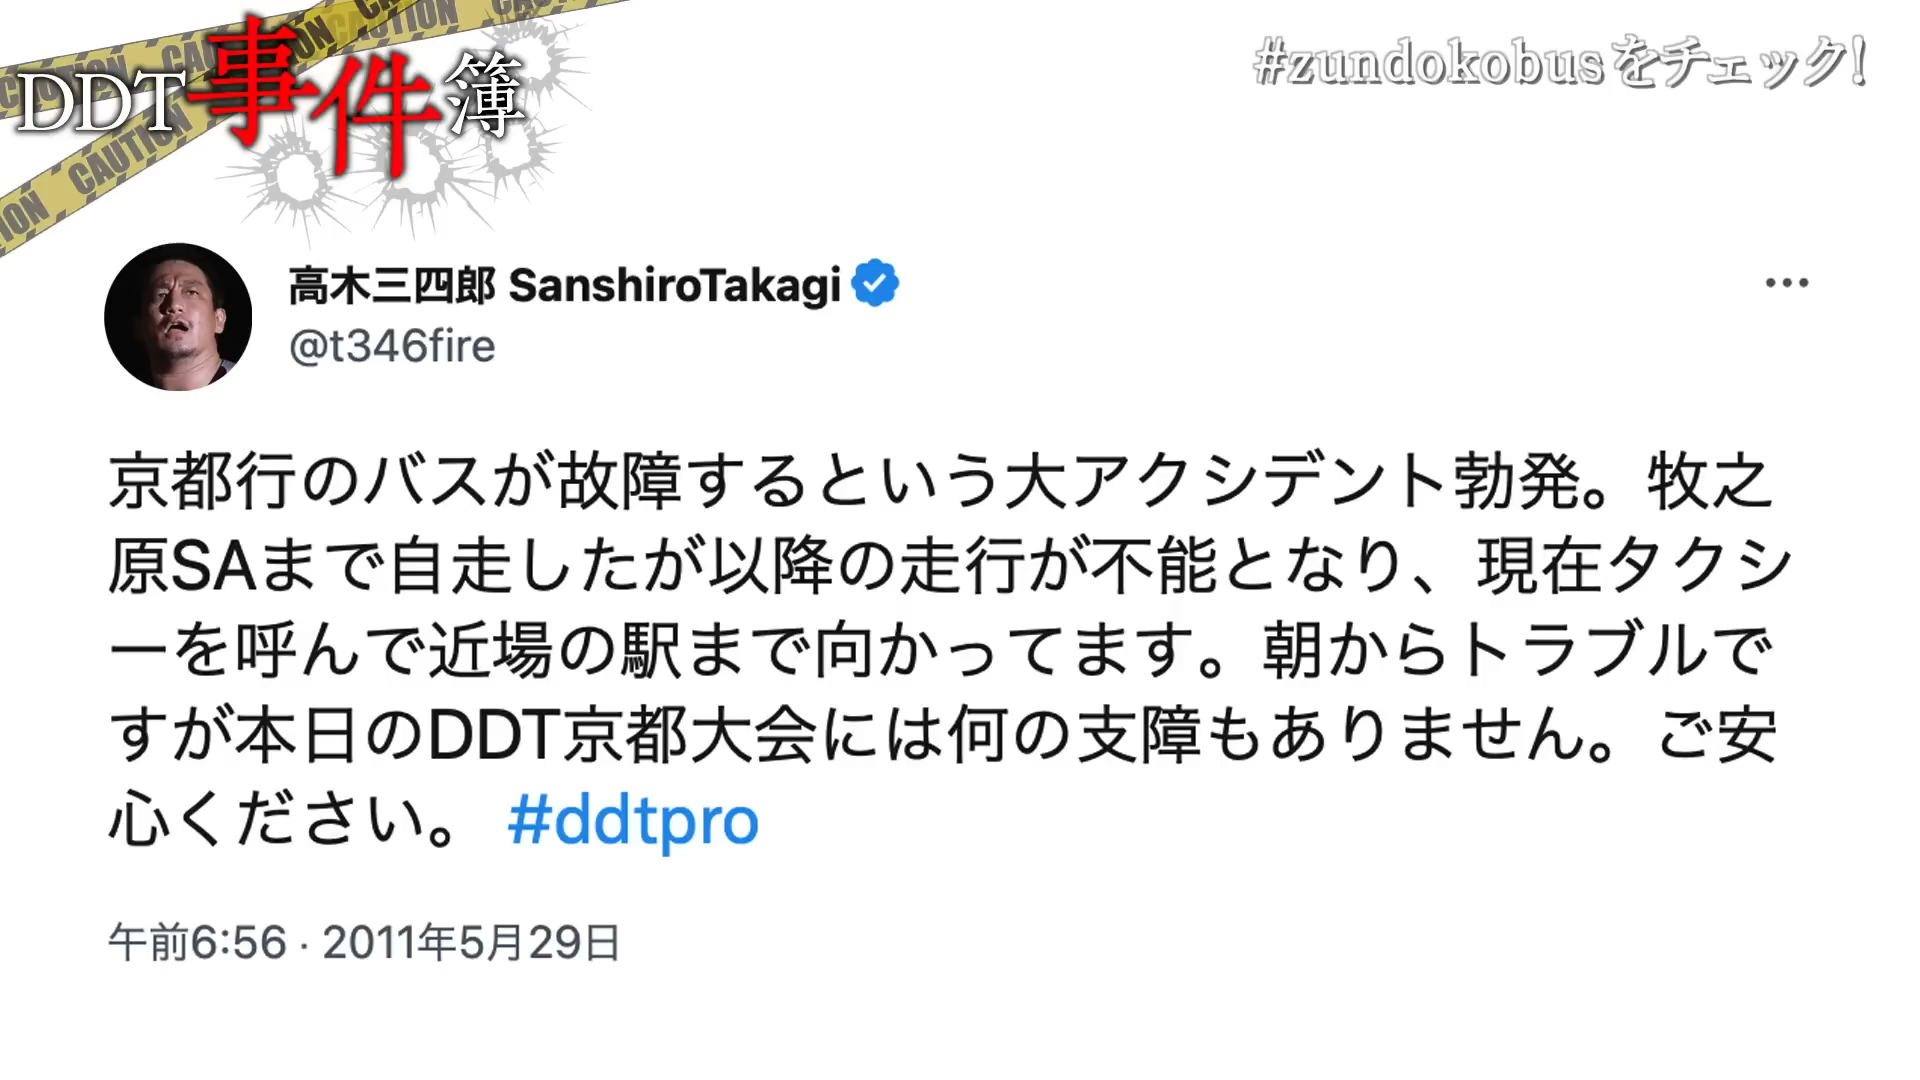 DDT事件簿
CAUTION
CAUTION
CAUTION
#zundokobusをチェック!
高木三四郎 SanshiroTakagi
@t346fire
京都行のバスが故障するという大アクシデント勃発。牧之
原SAまで自走したが以降の走行が不能となり、現在タクシ
ーを呼んで近場の駅まで向かってます。朝からトラブルで
すが本日のDDT京都大会には何の支障もありません。ご安
心ください。 #ddtpro
午前6:56 · 2011年5月29日